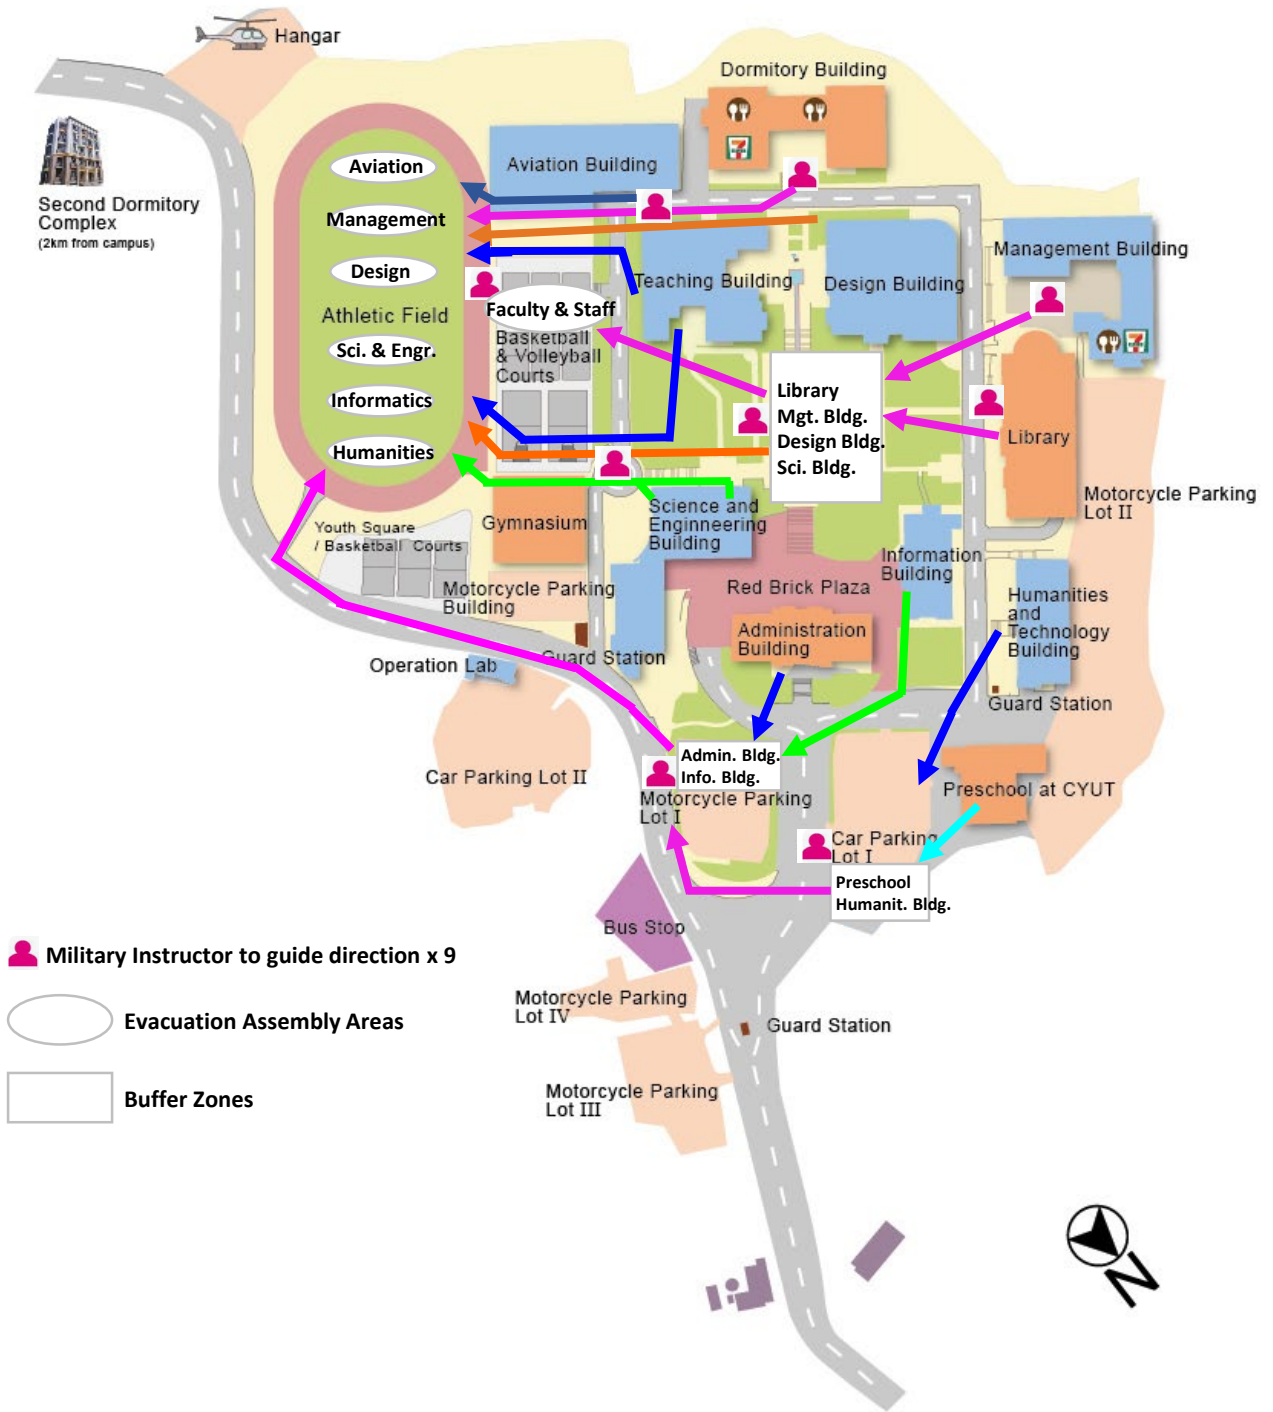 Hangar
Dormitory Building
7
ELEVEN
Second Dormitory
Complex
(2km from campus)
Aviation
Aviation Building
Management
Management Building
Design
Teaching Building
Design Building
Athletic Field
Faculty & Staff
Basketball
& Volleyball
Courts
Sci. & Engr.
7
ELEVEN
Informatics
Library
Mgt. Bldg.
Design Bldg.
Sci. Bldg.
Library
Humanities
Motorcycle Parking
Lot II
Youth Square
/ Basketball Courts
Gymnasium
Science and
Enginneering
Building
Information
Building
Motorcycle Parking
Building
Red Brick Plaza
Humanities
and
Technology
Building
Administration
Building
Operation Lab
Guard Station
Guard Station
Admin. Bldg.
Info. Bldg.
Car Parking Lot II
Motorcycle Parking
Lot I
Preschool at CYUT
Car Parking
Lot I
Preschool
Humanit. Bldg.
Bus Stop
Military Instructor to guide direction x 9
Motorcycle Parking
Lot IV
Evacuation Assembly Areas
Guard Station
Buffer Zones
Motorcycle Parking
Lot III
N